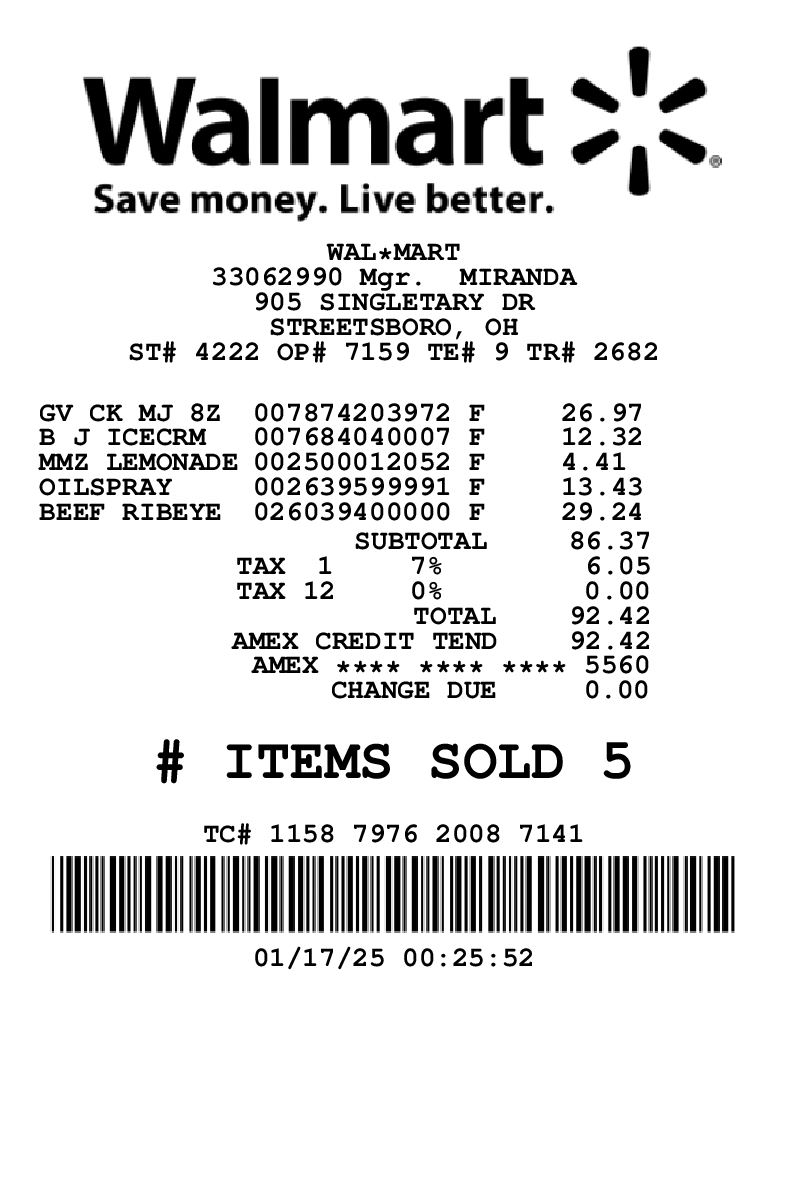 Walmart
Save money. Live better.
WAL*MART
33062990 Mgr. MIRANDA
905 SINGLETARY DR
STREETSBORO, OH
ST# 4222 OP# 7159 TE# 9 TR# 2682
GV CK MJ 8Z 007874203972 F 26.97
B J ICECRM 007684040007 F 12.32
MMZ LEMONADE 002500012052 F 4.41
OILSPRAY 002639599991 F 13.43
BEEF RIBEYE 026039400000 F 29.24
SUBTOTAL 86.37
TAX 1 7% 6.05
TAX 12 0% 0.00
TOTAL 92.42
AMEX CREDIT TEND 92.42
AMEX **** **** **** 5560
CHANGE DUE 0.00
# ITEMS SOLD 5
TC# 1158 7976 2008 7141
01/17/25 00:25:52